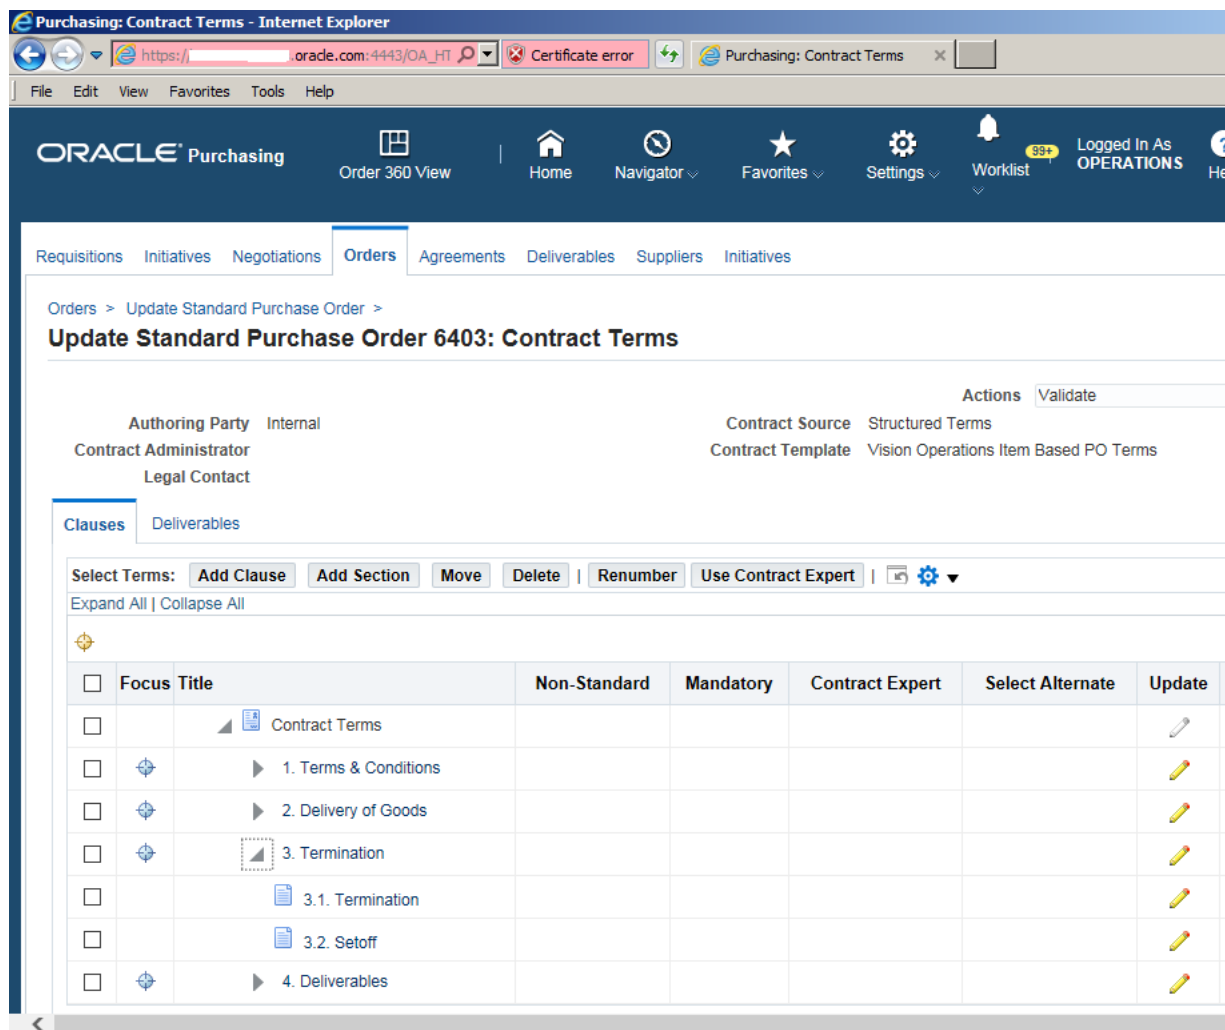 Purchasing: Contract Terms - Internet Explorer
https:// .oracle.com:4443/OA_HT Certificate error Purchasing: Contract Terms
File Edit View Favorites Tools Help
ORACLE Purchasing Order 360 View Home Navigator Favorites Settings Worklist 99+ Logged In As OPERATIONS
Requisitions Initiatives Negotiations Orders Agreements Deliverables Suppliers Initiatives
Orders > Update Standard Purchase Order >
Update Standard Purchase Order 6403: Contract Terms
Actions Validate
Authoring Party Internal Contract Source Structured Terms
Contract Administrator Contract Template Vision Operations Item Based PO Terms
Legal Contact
Clauses Deliverables
Select Terms: Add Clause Add Section Move Delete | Renumber Use Contract Expert |
Expand All | Collapse All
Focus Title Non-Standard Mandatory Contract Expert Select Alternate Update
Contract Terms
1. Terms & Conditions
2. Delivery of Goods
3. Termination
3.1. Termination
3.2. Setoff
4. Deliverables